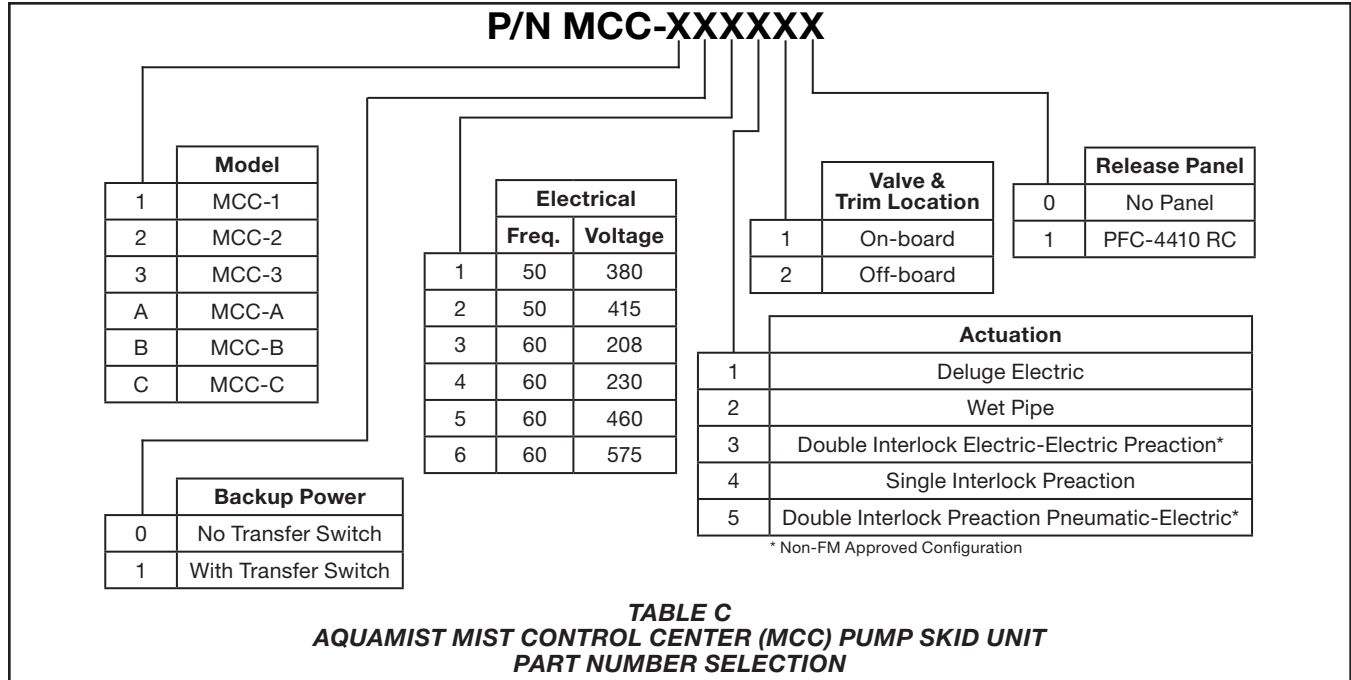 P/N MCC-XXXXXX
Model
1 MCC-1
2 MCC-2
3 MCC-3
A MCC-A
B MCC-B
C MCC-C
Backup Power
0 No Transfer Switch
1 With Transfer Switch
Electrical
Freq. Voltage
1 50 380
2 50 415
3 60 208
4 60 230
5 60 460
6 60 575
Valve &
Trim Location
1 On-board
2 Off-board
Release Panel
0 No Panel
1 PFC-4410 RC
Actuation
1 Deluge Electric
2 Wet Pipe
3 Double Interlock Electric-Electric Preaction*
4 Single Interlock Preaction
5 Double Interlock Preaction Pneumatic-Electric*
* Non-FM Approved Configuration
TABLE C
AQUAMIST MIST CONTROL CENTER (MCC) PUMP SKID UNIT
PART NUMBER SELECTION